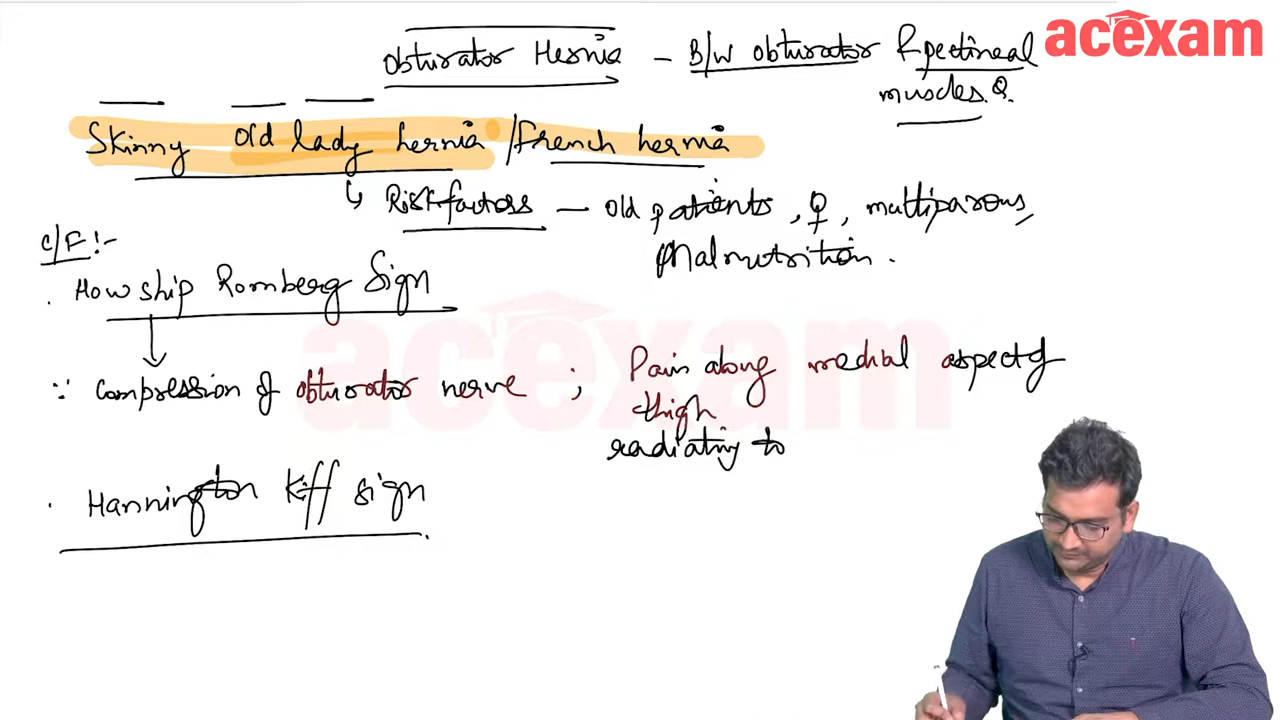 acexam
Obturator Hernia - B/W obturator & pectineal
muscles.
Skinny old lady hernia / French hernia
↳ Risk factors - old patients, ♀, multiparous,
Malnutrition.
C/F :-
. Howship Romberg Sign
↓
∵ Compression of obturator nerve ; Pain along medial aspect of
thigh
radiating to
. Hannington Kiff sign
acexam